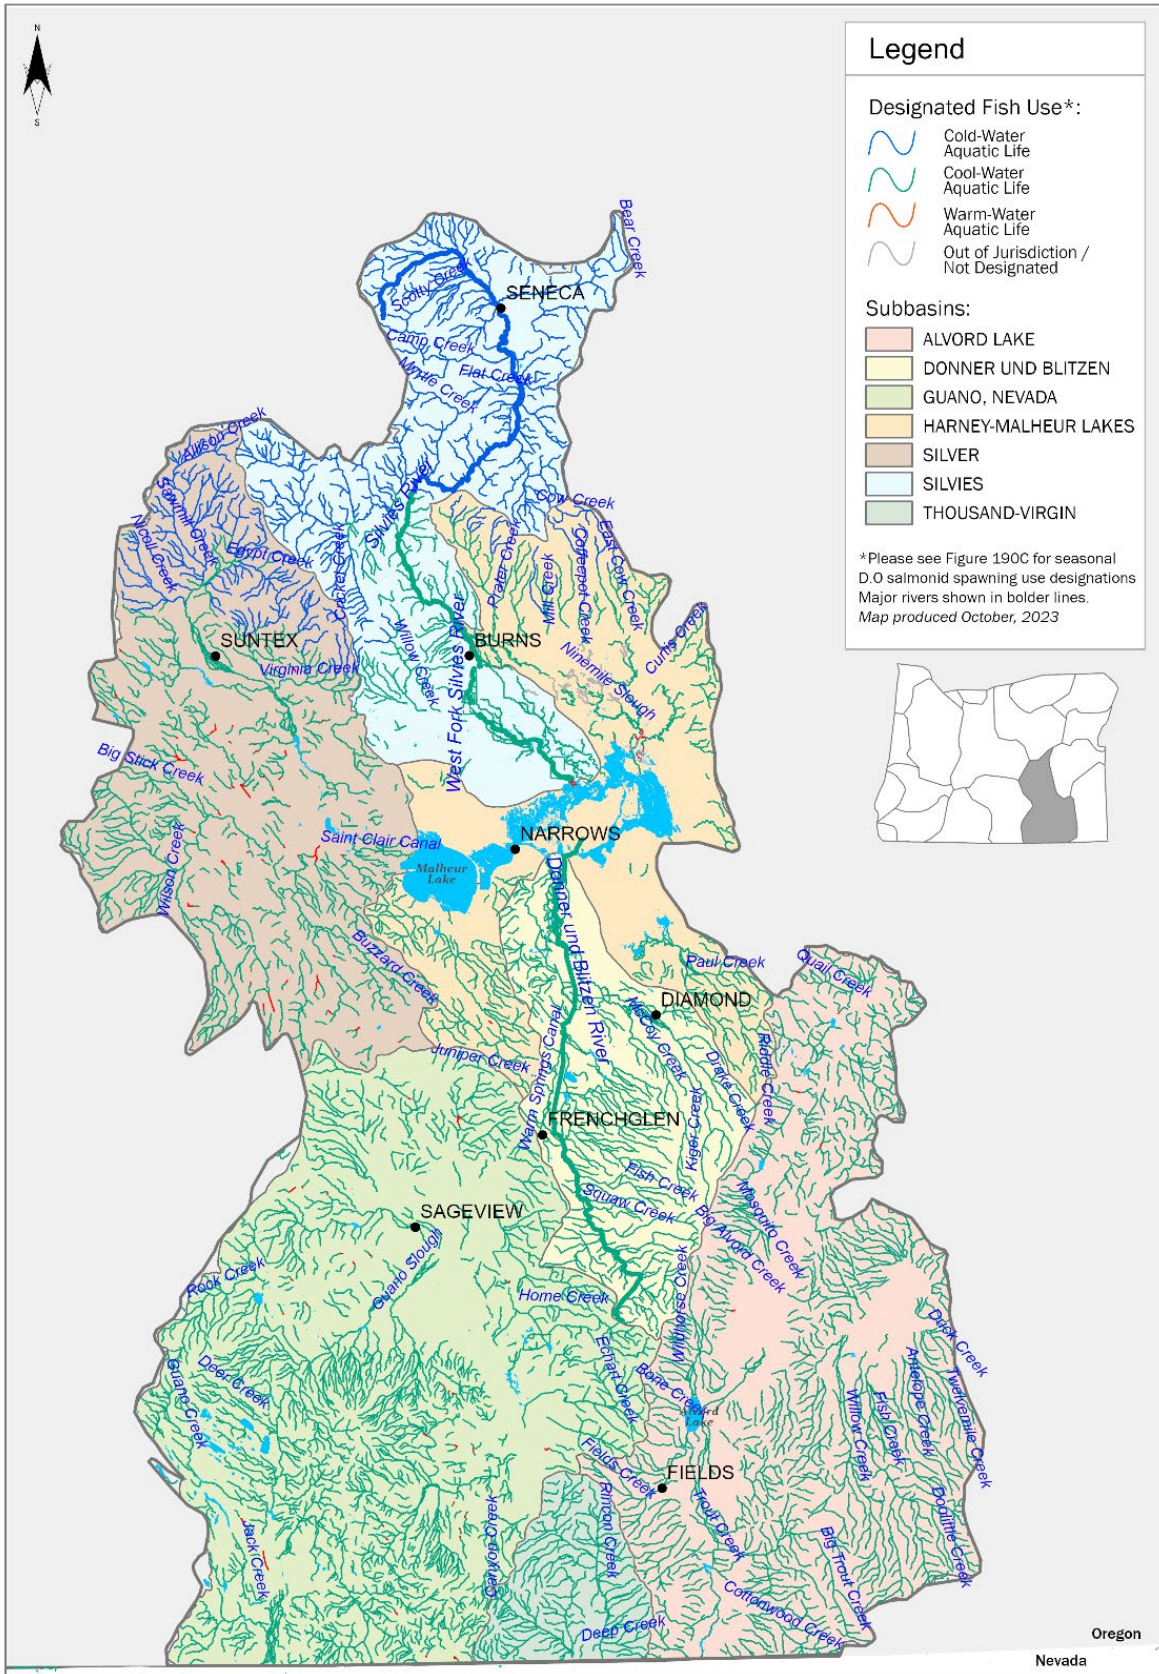 N
S
Legend
Designated Fish Use*:
Cold-Water
Aquatic Life
Cool-Water
Aquatic Life
Warm-Water
Aquatic Life
Out of Jurisdiction /
Not Designated
Subbasins:
ALVORD LAKE
DONNER UND BLITZEN
GUANO, NEVADA
HARNEY-MALHEUR LAKES
SILVER
SILVIES
THOUSAND-VIRGIN
*Please see Figure 190C for seasonal
D.O salmonid spawning use designations
Major rivers shown in bolder lines.
Map produced October, 2023
Bear Creek
Scotty Creek
SENECA
Camp Creek
Flat Creek
Myrtle Creek
Allison Creek
Silvies River
Cow Creek
Sawmill Creek
Nicoll Creek
Egypt Creek
Cricket Creek
Prater Creek
Mill Creek
Coffeepot Creek
East Cow Creek
Curtis Creek
SUNTEX
Virginia Creek
Willow Creek
West Fork Silvies River
BURNS
Ninemile Slough
Big Stick Creek
Wilson Creek
Saint Clair Canal
NARROWS
Malheur
Lake
Donner und Blitzen River
Buzzard Creek
Paul Creek
Quail Creek
DIAMOND
McCoy Creek
Juniper Creek
Warm Springs Canal
Drake Creek
Riddle Creek
Kiger Creek
FRENCHGLEN
Fish Creek
Squaw Creek
Mosquito Creek
Big Alvord Creek
SAGEVIEW
Guano Slough
Rock Creek
Home Creek
Wildhorse Creek
Echart Creek
Bone Creek
Alvord
Lake
Duck Creek
Antelope Creek
Twelvemile Creek
Willow Creek
Fish Creek
Deer Creek
Guano Creek
Fields Creek
FIELDS
Rincon Creek
Trout Creek
Doolittle Creek
Big Trout Creek
Jack Creek
Canyon Creek
Cottonwood Creek
Deep Creek
Oregon
Nevada